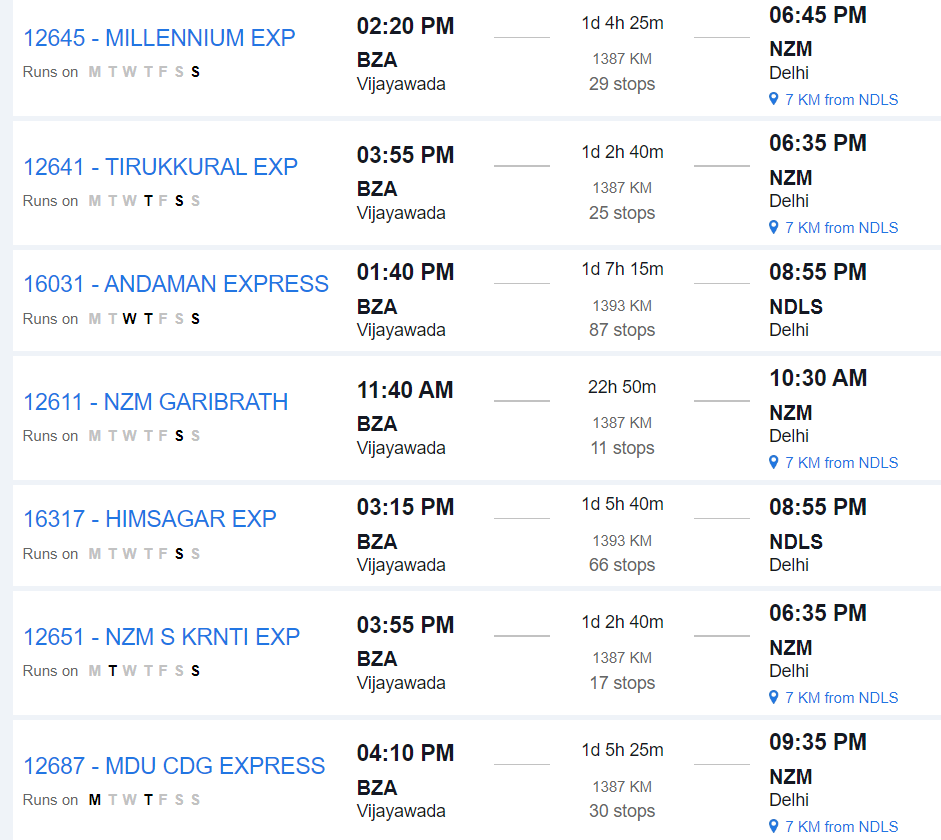 12645 - MILLENNIUM EXP
Runs on M T W T F S S
02:20 PM
BZA
Vijayawada
1d 4h 25m
1387 KM
29 stops
06:45 PM
NZM
Delhi
7 KM from NDLS
12641 - TIRUKKURAL EXP
Runs on M T W T F S S
03:55 PM
BZA
Vijayawada
1d 2h 40m
1387 KM
25 stops
06:35 PM
NZM
Delhi
7 KM from NDLS
16031 - ANDAMAN EXPRESS
Runs on M T W T F S S
01:40 PM
BZA
Vijayawada
1d 7h 15m
1393 KM
87 stops
08:55 PM
NDLS
Delhi
12611 - NZM GARIBRATH
Runs on M T W T F S S
11:40 AM
BZA
Vijayawada
22h 50m
1387 KM
11 stops
10:30 AM
NZM
Delhi
7 KM from NDLS
16317 - HIMSAGAR EXP
Runs on M T W T F S S
03:15 PM
BZA
Vijayawada
1d 5h 40m
1393 KM
66 stops
08:55 PM
NDLS
Delhi
12651 - NZM S KRNTI EXP
Runs on M T W T F S S
03:55 PM
BZA
Vijayawada
1d 2h 40m
1387 KM
17 stops
06:35 PM
NZM
Delhi
7 KM from NDLS
12687 - MDU CDG EXPRESS
Runs on M T W T F S S
04:10 PM
BZA
Vijayawada
1d 5h 25m
1387 KM
30 stops
09:35 PM
NZM
Delhi
7 KM from NDLS